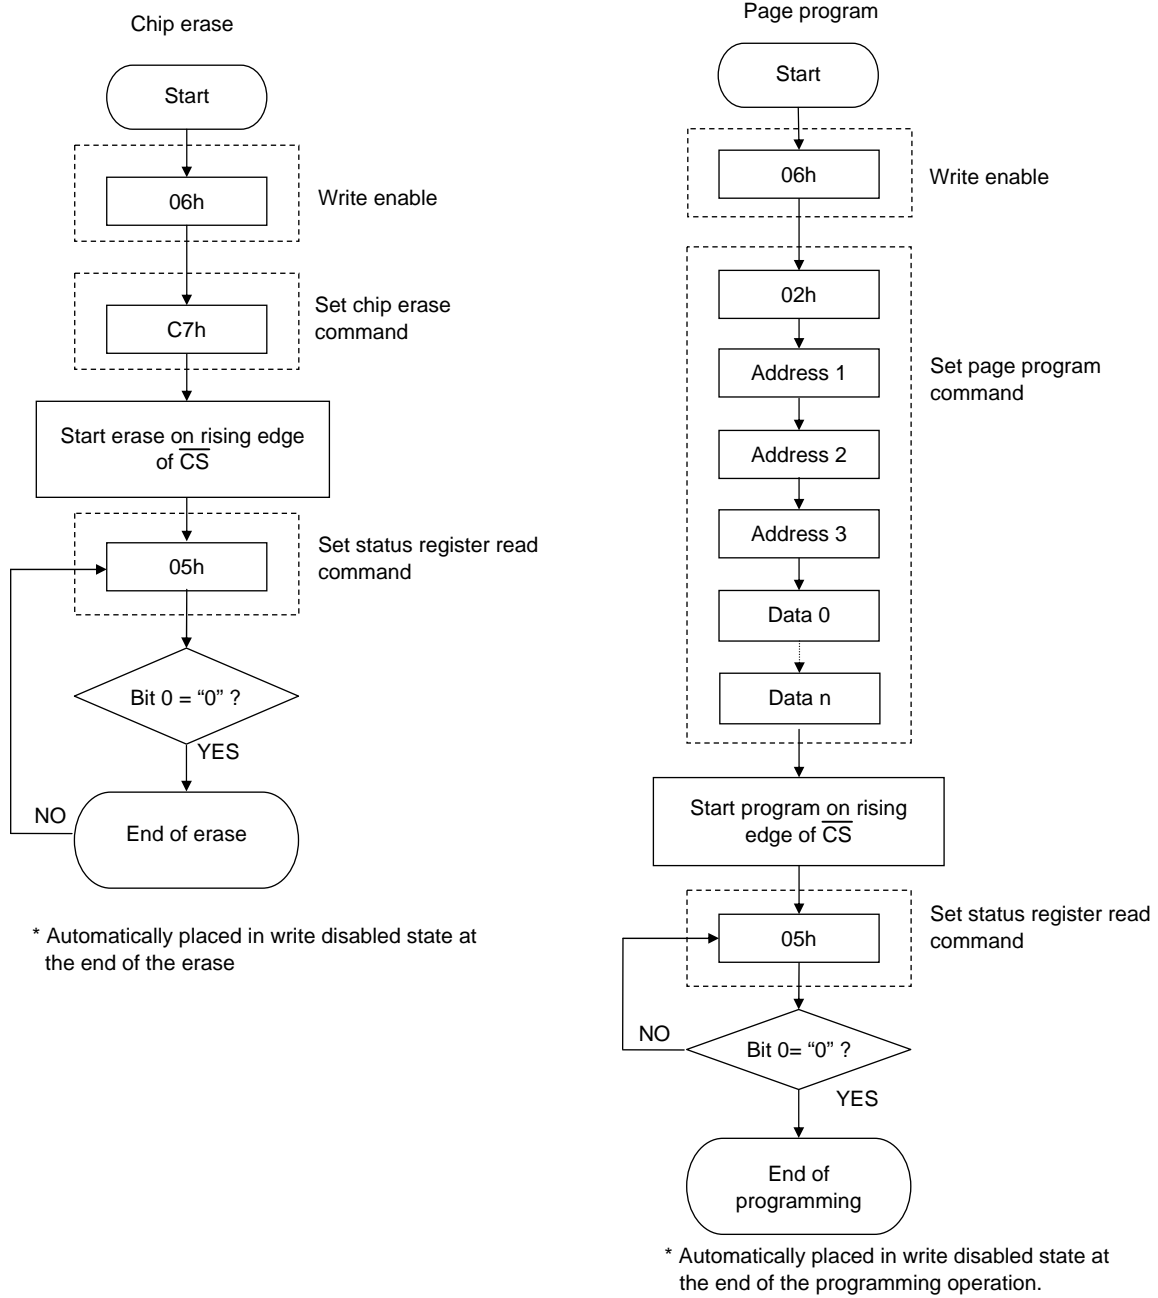 Chip erase
Start
06h
Write enable
C7h
Set chip erase
command
Start erase on rising edge
of CS
05h
Set status register read
command
Bit 0 = “0” ?
YES
NO
End of erase
* Automatically placed in write disabled state at
the end of the erase
Page program
Start
06h
Write enable
02h
Address 1
Set page program
command
Address 2
Address 3
Data 0
Data n
Start program on rising
edge of CS
05h
Set status register read
command
NO
Bit 0= “0” ?
YES
End of
programming
* Automatically placed in write disabled state at
the end of the programming operation.